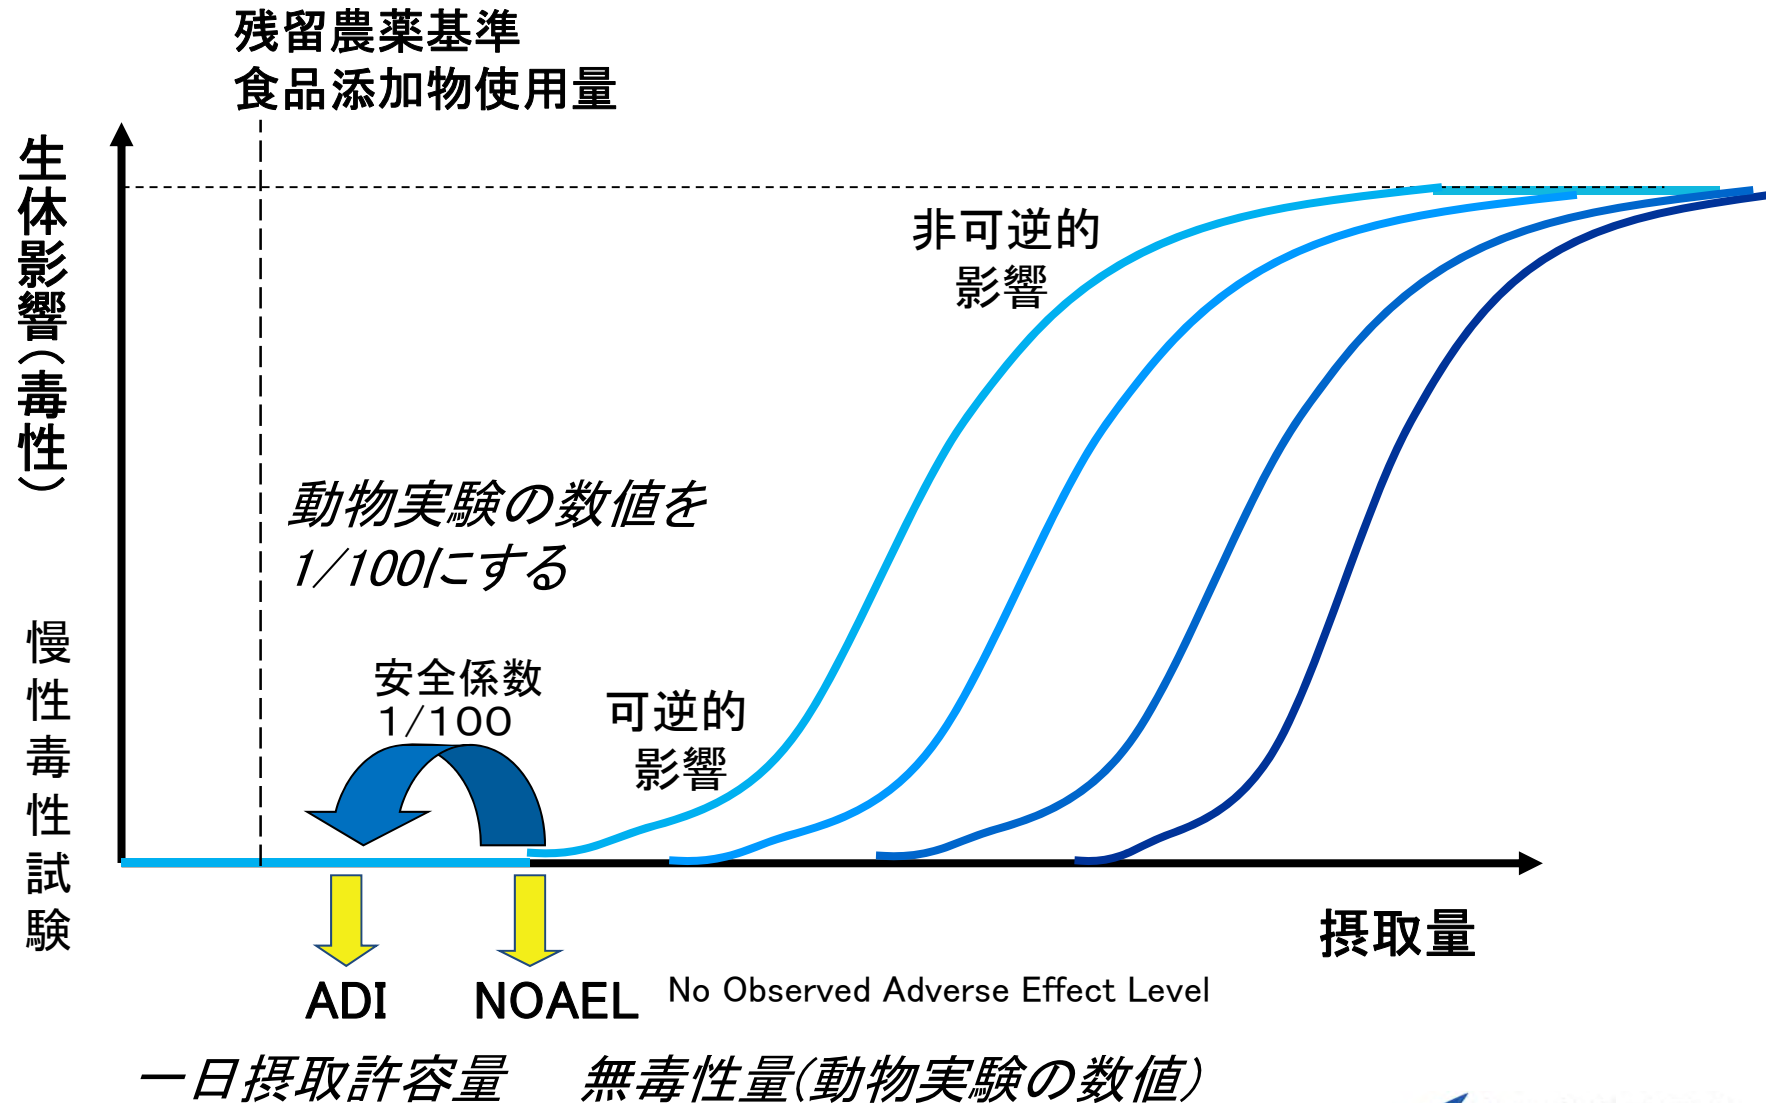 残留農薬基準
食品添加物使用量
生体影響（毒性）
慢性毒性試験
非可逆的
影響
動物実験の数値を
1/100にする
安全係数
1/100
可逆的
影響
摂取量
ADI
NOAEL
No Observed Adverse Effect Level
一日摂取許容量
無毒性量(動物実験の数値)